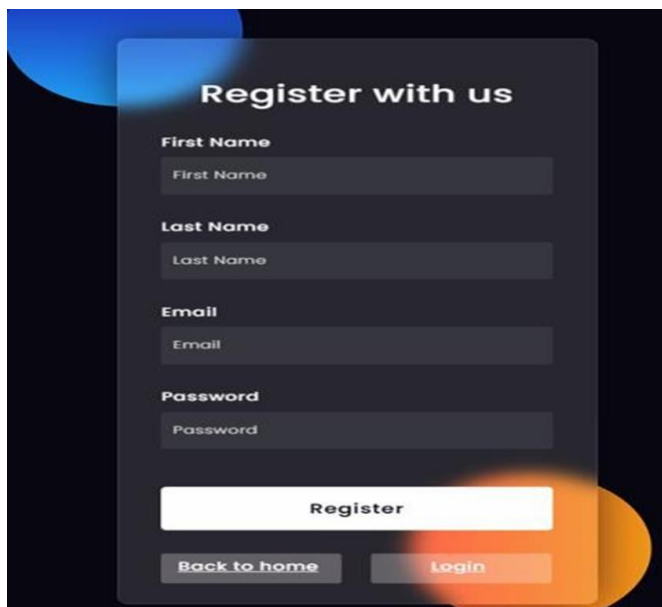 Register with us
First Name
First Name
Last Name
Last Name
Email
Email
Password
Password
Register
Back to home
Login